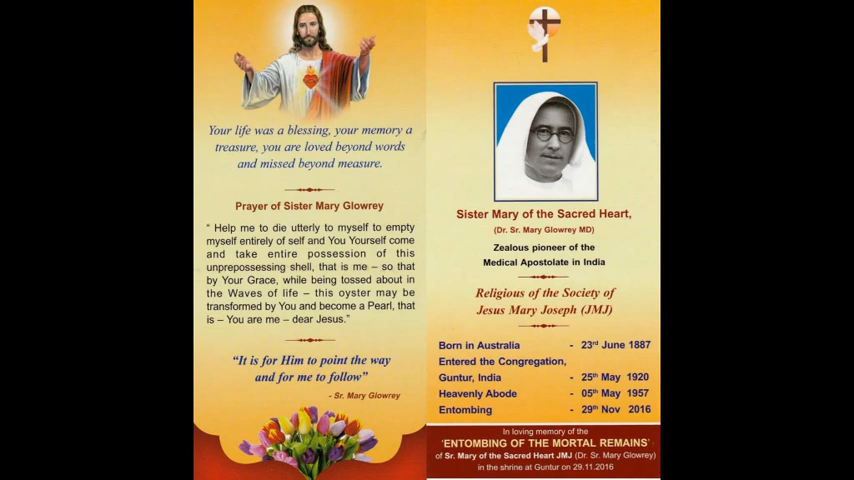 Your life was a blessing, your memory a
treasure, you are loved beyond words
and missed beyond measure.
Prayer of Sister Mary Glowrey
“ Help me to die utterly to myself to empty
myself entirely of self and You Yourself come
and take entire possession of this
unprepossessing shell, that is me – so that
by Your Grace, while being tossed about in
the Waves of life – this oyster may be
transformed by You and become a Pearl, that
is – You are me – dear Jesus.”
“It is for Him to point the way
and for me to follow”
- Sr. Mary Glowrey
Sister Mary of the Sacred Heart,
(Dr. Sr. Mary Glowrey MD)
Zealous pioneer of the
Medical Apostolate in India
Religious of the Society of
Jesus Mary Joseph (JMJ)
Born in Australia - 23rd June 1887
Entered the Congregation,
Guntur, India - 25th May 1920
Heavenly Abode - 05th May 1957
Entombing - 29th Nov 2016
In loving memory of the
‘ENTOMBING OF THE MORTAL REMAINS’
of Sr. Mary of the Sacred Heart JMJ (Dr. Sr. Mary Glowrey)
in the shrine at Guntur on 29.11.2016